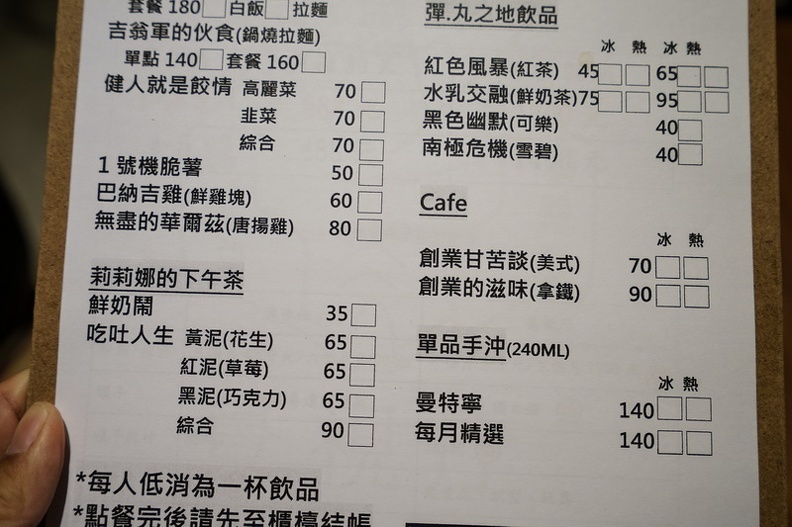 套餐 180 白飯 拉麵
吉翁軍的伙食(鍋燒拉麵)
單點 140 套餐 160
健人就是餃情 高麗菜 70
韭菜 70
綜合 70
1 號機脆薯 50
巴納吉雞(鮮雞塊) 60
無盡的華爾茲(唐揚雞) 80
莉莉娜的下午茶
鮮奶鬧 35
吃吐人生 黃泥(花生) 65
紅泥(草莓) 65
黑泥(巧克力) 65
綜合 90
*每人低消為一杯飲品
*點餐完後請先至櫃檯結帳
彈.丸之地飲品
冰 熱 冰 熱
紅色風暴(紅茶) 45 65
水乳交融(鮮奶茶)75 95
黑色幽默(可樂) 40
南極危機(雪碧) 40
Cafe
冰 熱
創業甘苦談(美式) 70
創業的滋味(拿鐵) 90
單品手沖(240ML)
冰 熱
曼特寧 140
每月精選 140